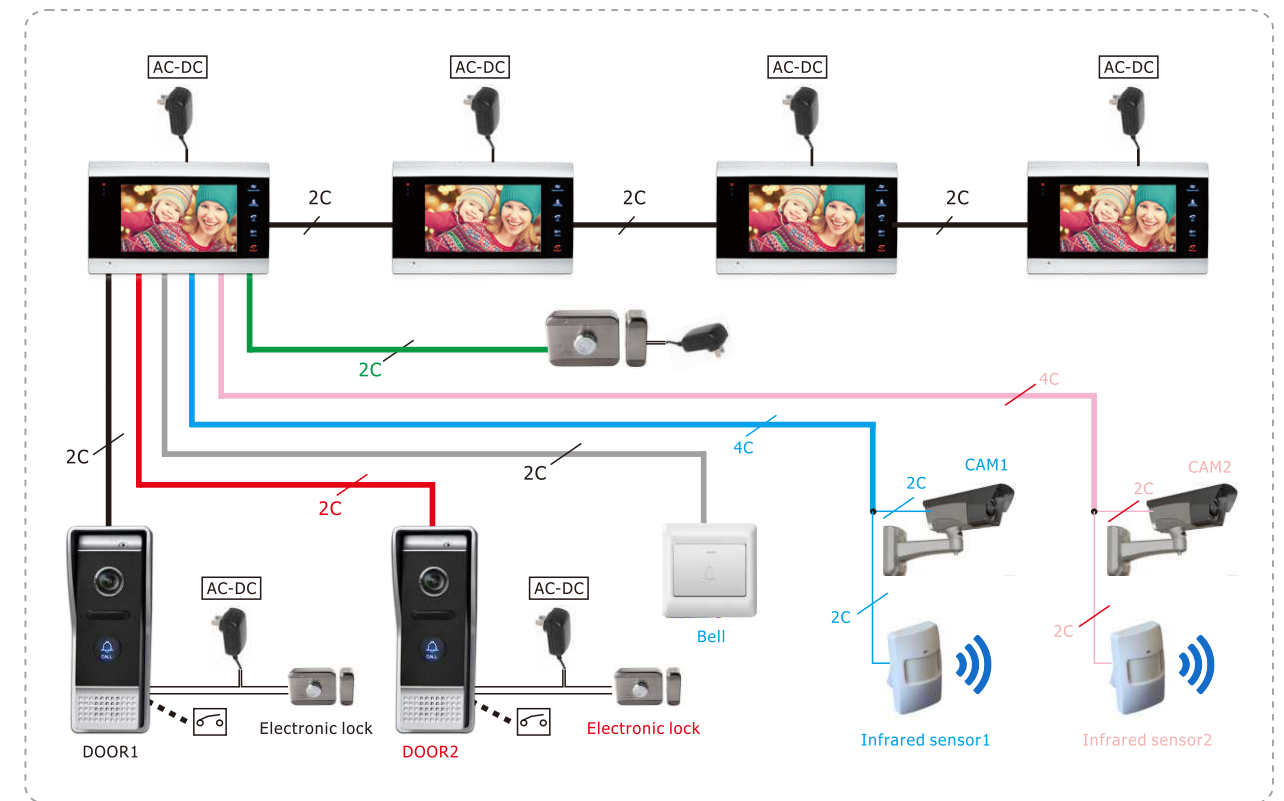 AC-DC
AC-DC
AC-DC
AC-DC
2C
2C
2C
2C
4C
4C
2C
2C
2C
CAM1
CAM2
2C
2C
AC-DC
AC-DC
CALL
CALL
2C
2C
Bell
Electronic lock
Electronic lock
DOOR1
DOOR2
Infrared sensor1
Infrared sensor2